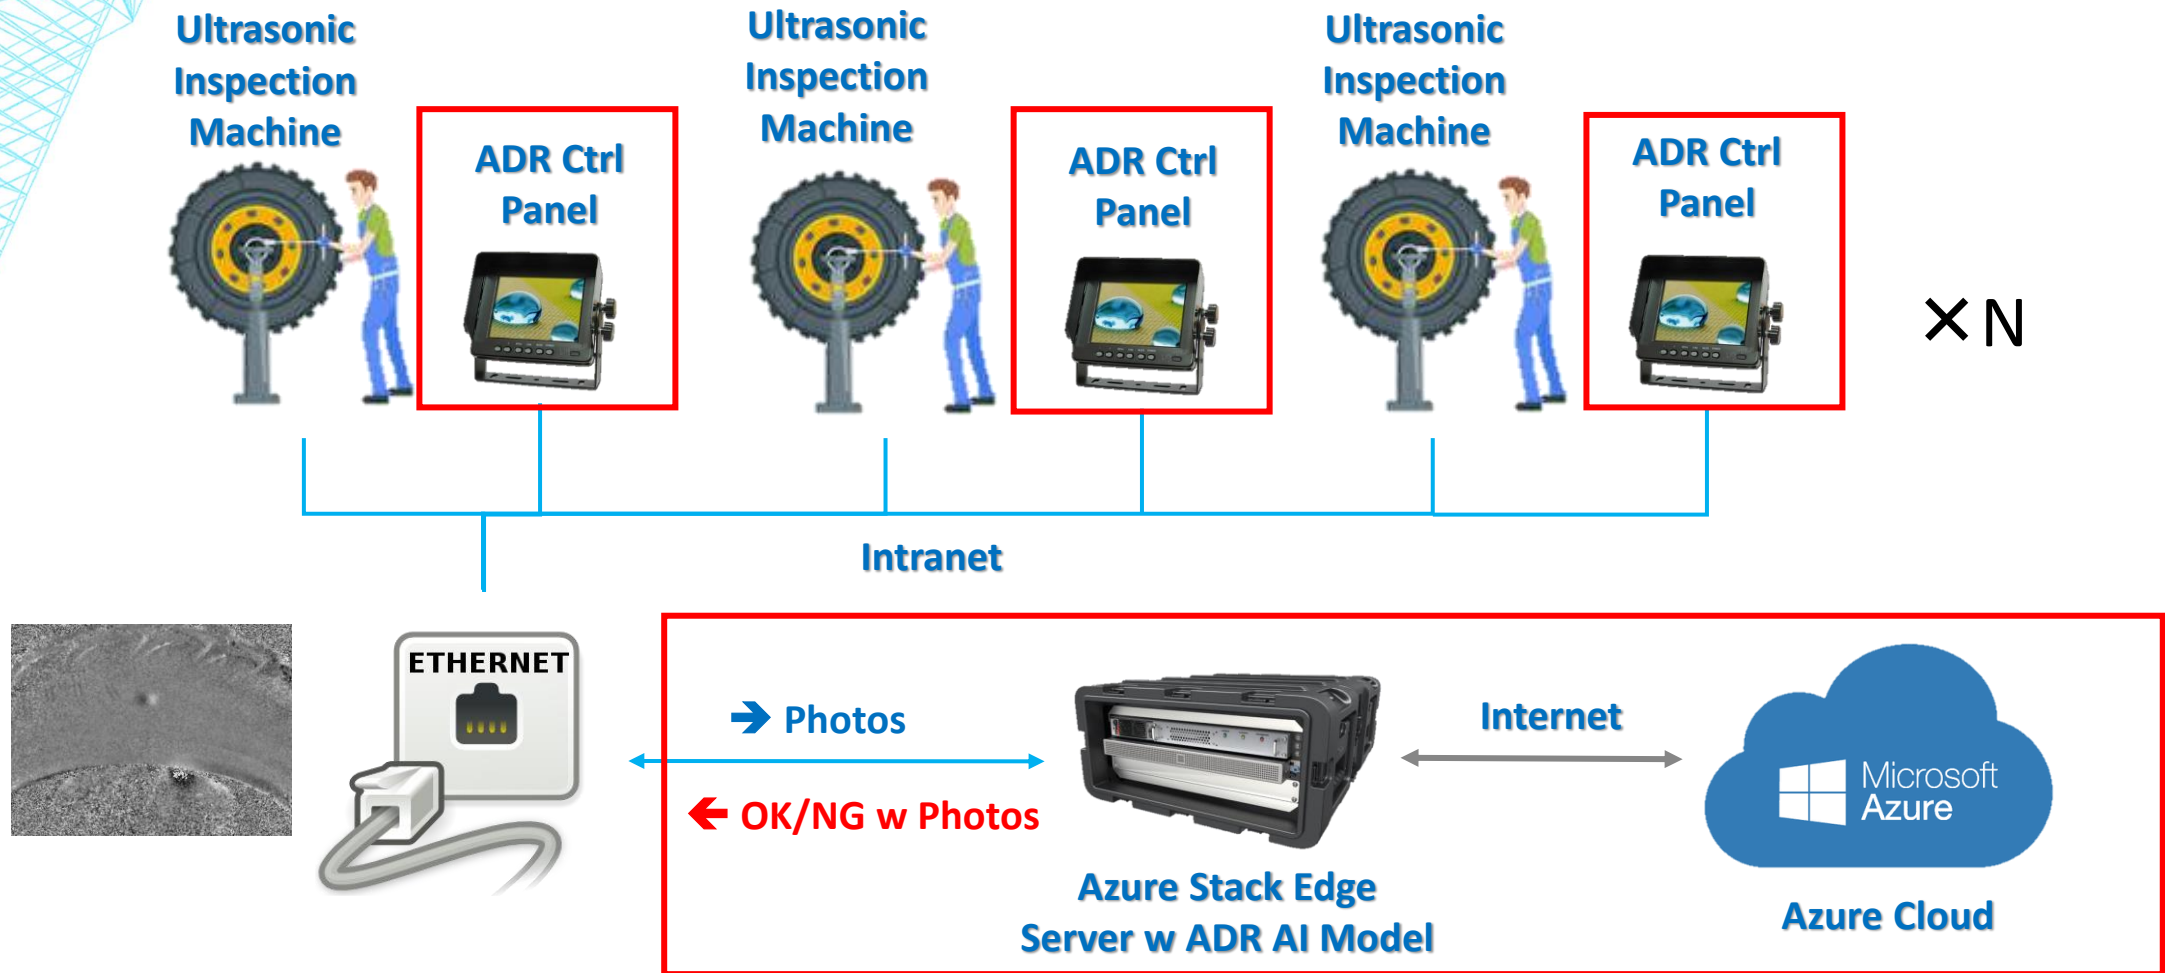 Ultrasonic
Inspection
Machine
ADR Ctrl
Panel
Ultrasonic
Inspection
Machine
ADR Ctrl
Panel
Ultrasonic
Inspection
Machine
ADR Ctrl
Panel
×N
Intranet
ETHERNET
➔ Photos
🡸 OK/NG w Photos
Internet
Microsoft
Azure
Azure Stack Edge
Server w ADR AI Model
Azure Cloud